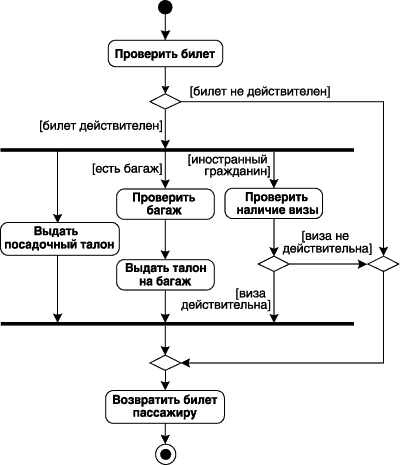 Проверить билет
[билет не действителен]
[билет действителен]
[есть багаж]
[иностранный
гражданин]
Проверить
багаж
Проверить
наличие визы
Выдать
посадочный талон
[виза не
действительна]
Выдать талон
на багаж
[виза
действительна]
Возвратить билет
пассажиру